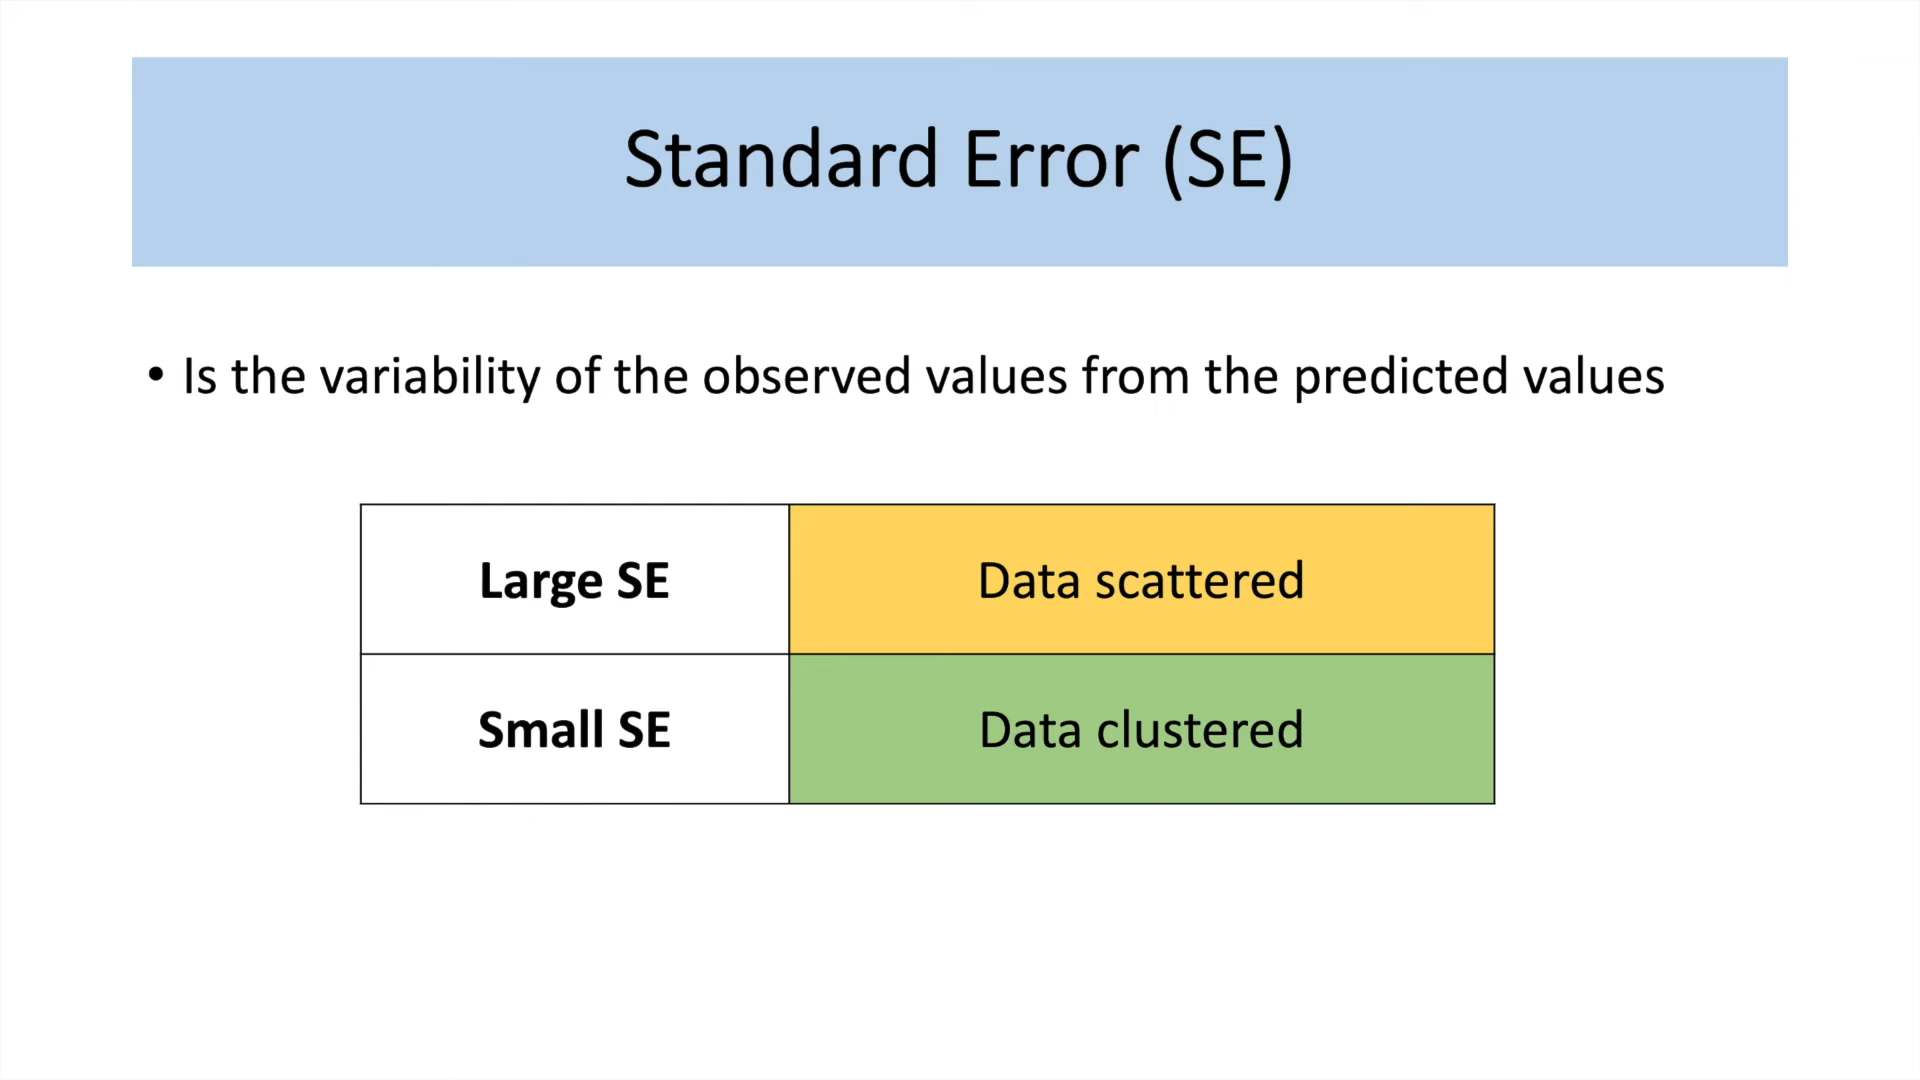 Standard Error (SE)
• Is the variability of the observed values from the predicted values
Large SE
Data scattered
Small SE
Data clustered